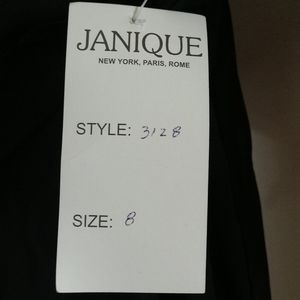 JANIQUE
NEW YORK, PARIS, ROME
STYLE: 3128
SIZE: 8